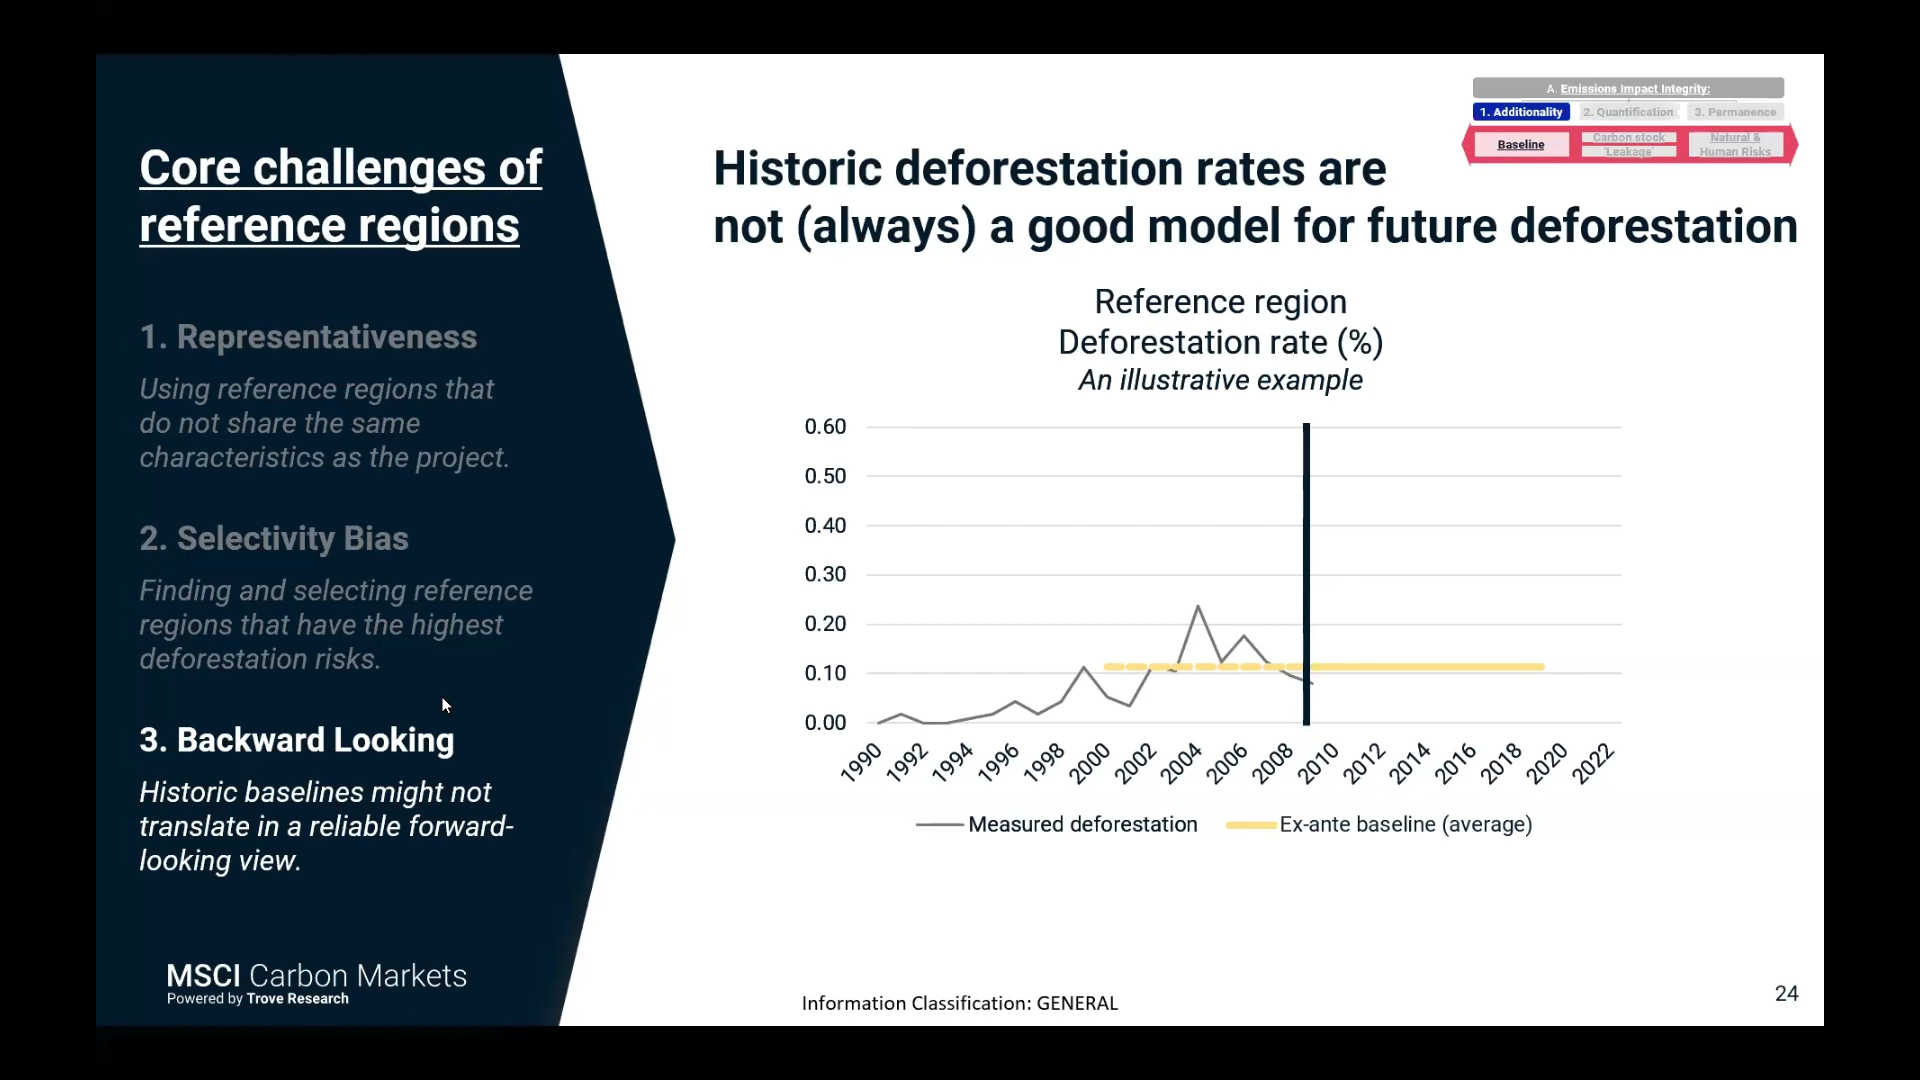 Core challenges of
reference regions
1. Representativeness
Using reference regions that
do not share the same
characteristics as the project.
2. Selectivity Bias
Finding and selecting reference
regions that have the highest
deforestation risks.
3. Backward Looking
Historic baselines might not
translate in a reliable forward-
looking view.
MSCI Carbon Markets
Powered by Trove Research
A. Emissions Impact Integrity:
1. Additionality
2. Quantification
3. Permanence
Baseline
Carbon stock
'Leakage'
Natural &
Human Risks
Historic deforestation rates are
not (always) a good model for future deforestation
Reference region
Deforestation rate (%)
An illustrative example
0.60
0.50
0.40
0.30
0.20
0.10
0.00
1990
1992
1994
1996
1998
2000
2002
2004
2006
2008
2010
2012
2014
2016
2018
2020
2022
Measured deforestation
Ex-ante baseline (average)
Information Classification: GENERAL
24